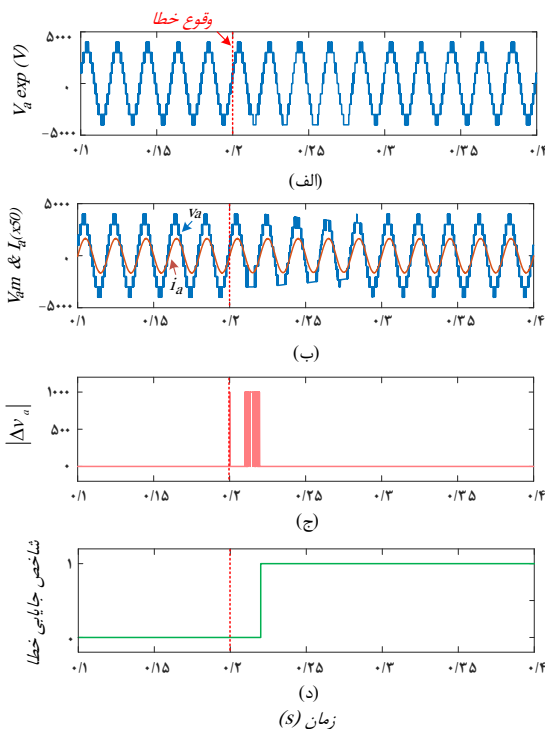 وقوع خطا
Vₐ exp (V)
۵۰۰۰
۰
-۵۰۰۰
۰/۱ ۰/۱۵ ۰/۲ ۰/۲۵ ۰/۳ ۰/۳۵ ۰/۴
(الف)
Vₐm & Iₐ(x50)
۵۰۰۰
۰
-۵۰۰۰
vₐ
iₐ
۰/۱ ۰/۱۵ ۰/۲ ۰/۲۵ ۰/۳ ۰/۳۵ ۰/۴
(ب)
|Δv ₐ|
۱۰۰۰
۵۰۰
۰
۰/۱ ۰/۱۵ ۰/۲ ۰/۲۵ ۰/۳ ۰/۳۵ ۰/۴
(ج)
شاخص جایابی خطا
۱
۰
۰/۱ ۰/۱۵ ۰/۲ ۰/۲۵ ۰/۳ ۰/۳۵ ۰/۴
(د)
زمان (s)